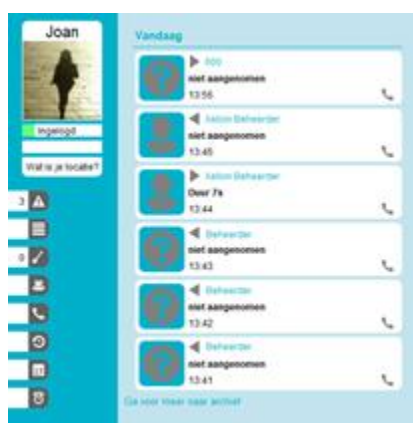 Joan
Ingelogd
Wat is je locatie?
3
0
Vandaag
niet aangenomen
13:56
Beheerder
niet aangenomen
13:45
Beheerder
Duur 7s
13:44
Beheerder
niet aangenomen
13:43
Beheerder
niet aangenomen
13:42
Beheerder
niet aangenomen
13:41
Ga voor meer naar archief